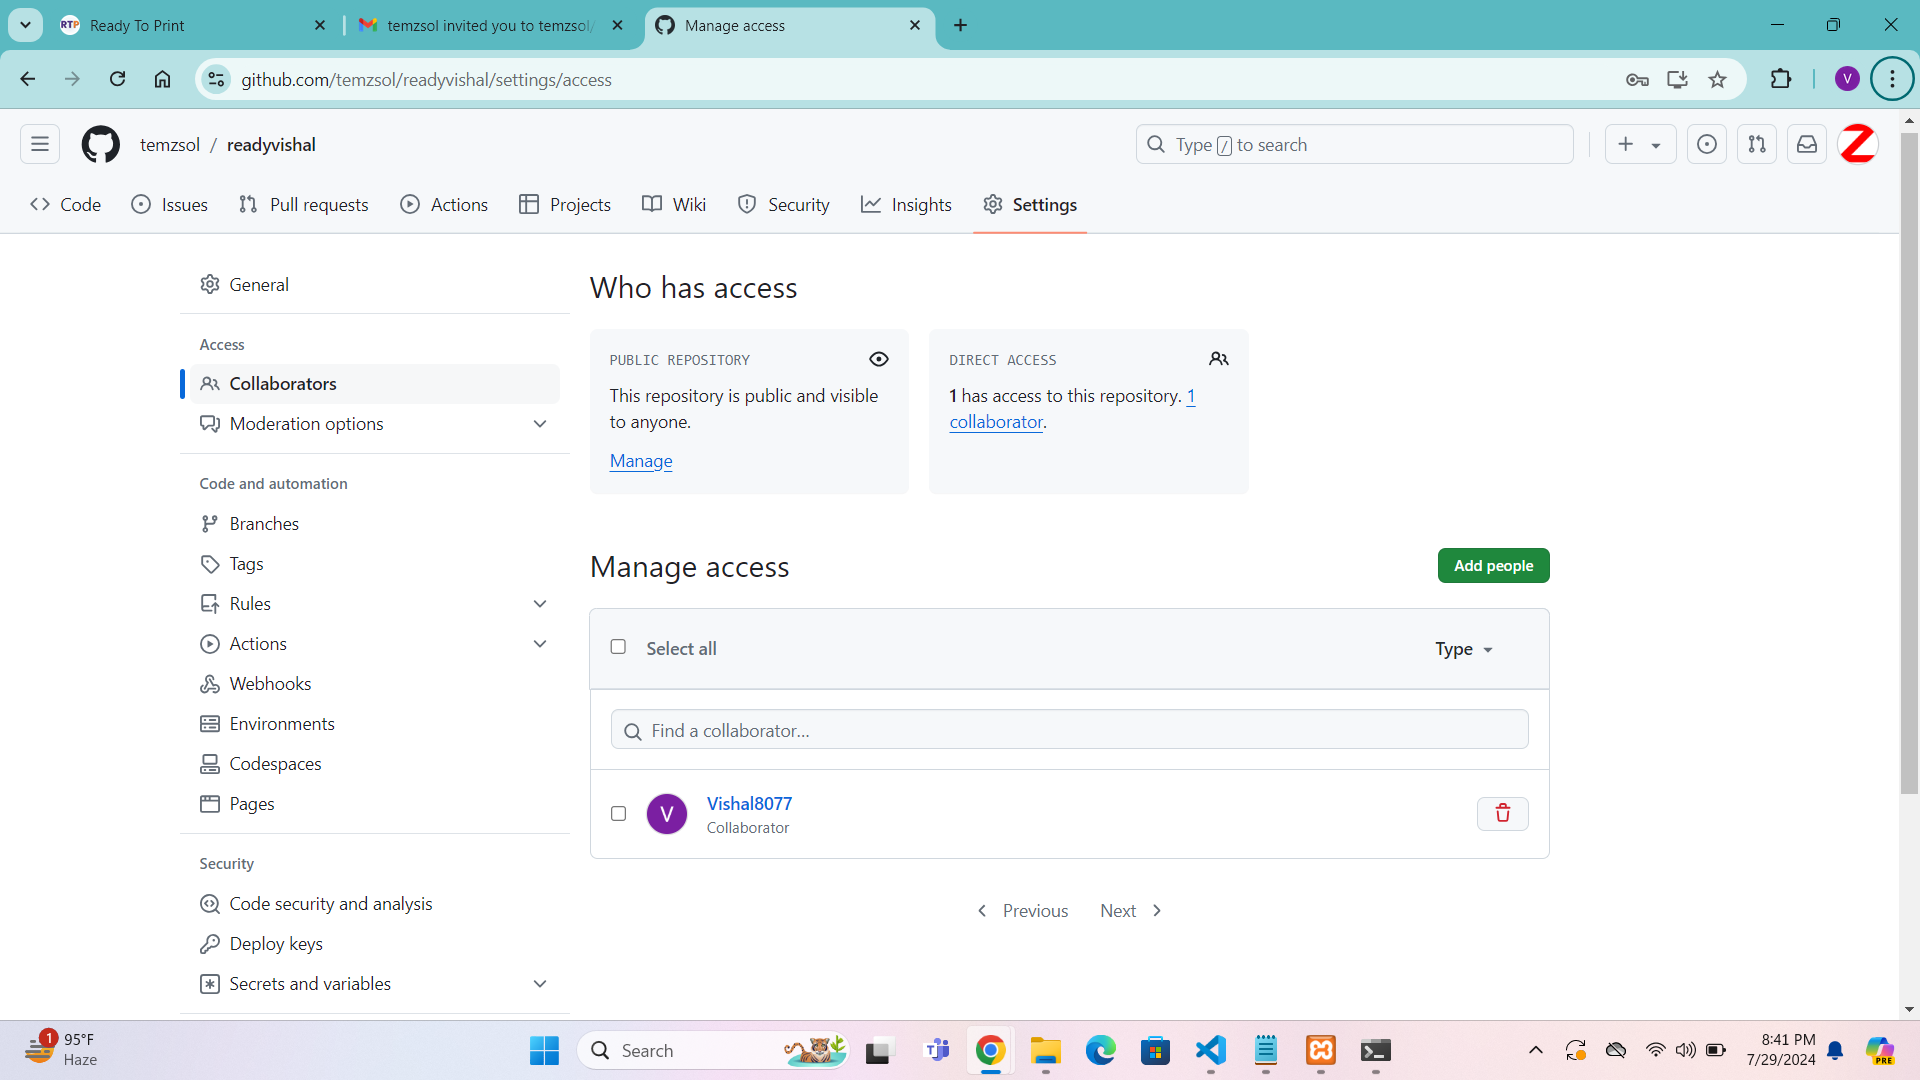 RTP Ready To Print
temzsol invited you to temzsol/
Manage access
github.com/temzsol/readyvishal/settings/access
V
temzsol / readyvishal
Type / to search
Z
Code
Issues
Pull requests
Actions
Projects
Wiki
Security
Insights
Settings
General
Access
Collaborators
Moderation options
Code and automation
Branches
Tags
Rules
Actions
Webhooks
Environments
Codespaces
Pages
Security
Code security and analysis
Deploy keys
Secrets and variables
Who has access
PUBLIC REPOSITORY
This repository is public and visible
to anyone.
Manage
DIRECT ACCESS
1 has access to this repository. 1
collaborator.
Manage access
Add people
Select all
Type
Find a collaborator...
V
Vishal8077
Collaborator
Previous
Next
1
95°F
Haze
Search
8:41 PM
7/29/2024
PRE